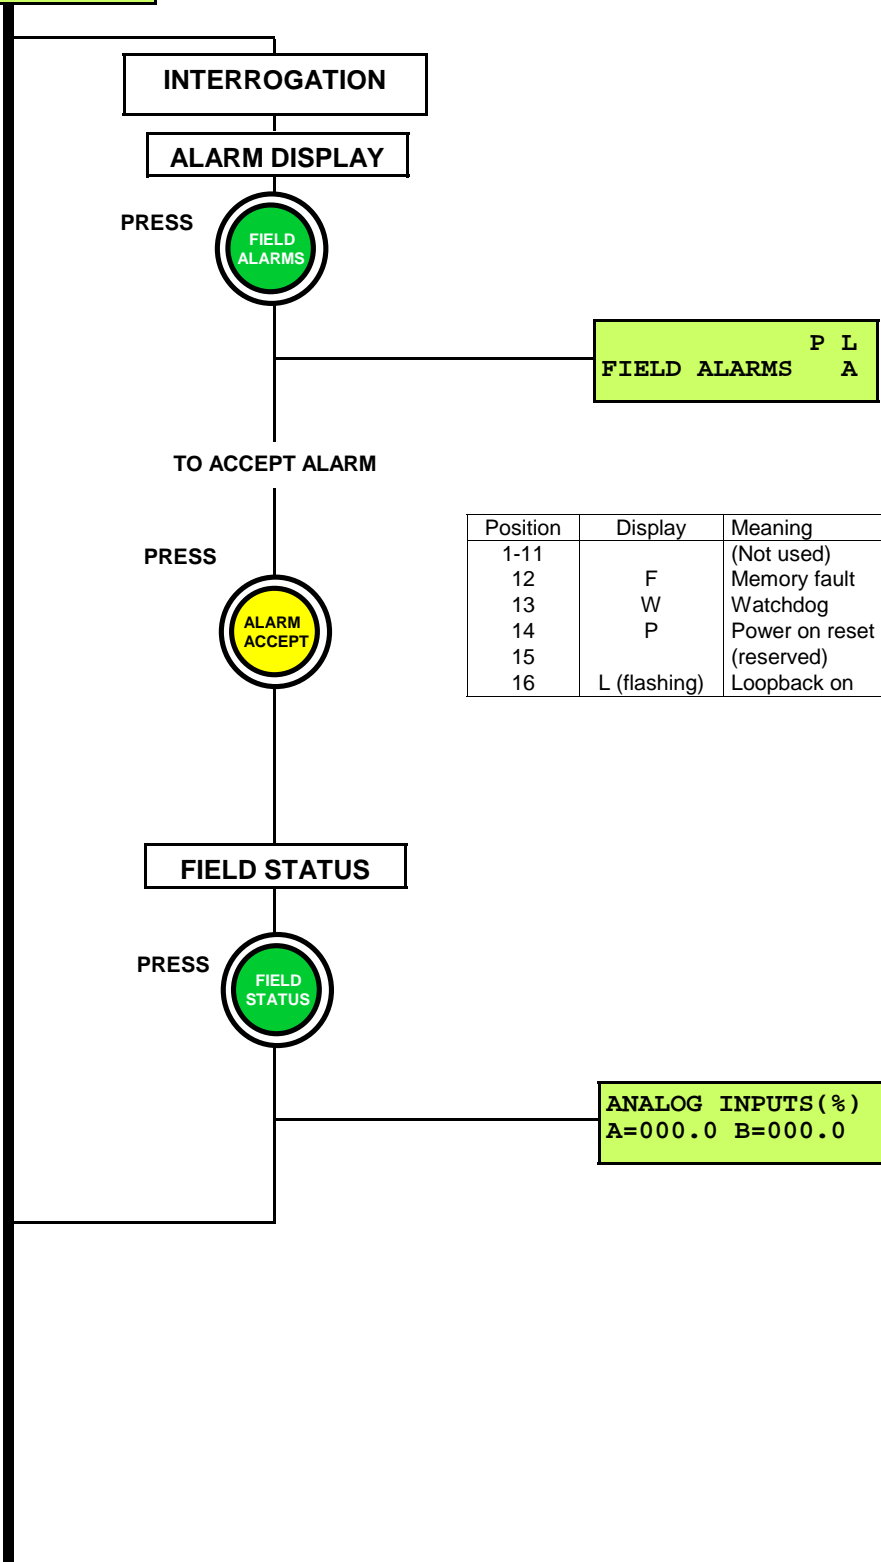 INTERROGATION
ALARM DISPLAY
PRESS
FIELD
ALARMS
P L
FIELD ALARMS A
TO ACCEPT ALARM
Position Display Meaning
1-11 (Not used)
12 F Memory fault
13 W Watchdog
14 P Power on reset
15 (reserved)
16 L (flashing) Loopback on
PRESS
ALARM
ACCEPT
FIELD STATUS
PRESS
FIELD
STATUS
ANALOG INPUTS(%)
A=000.0 B=000.0